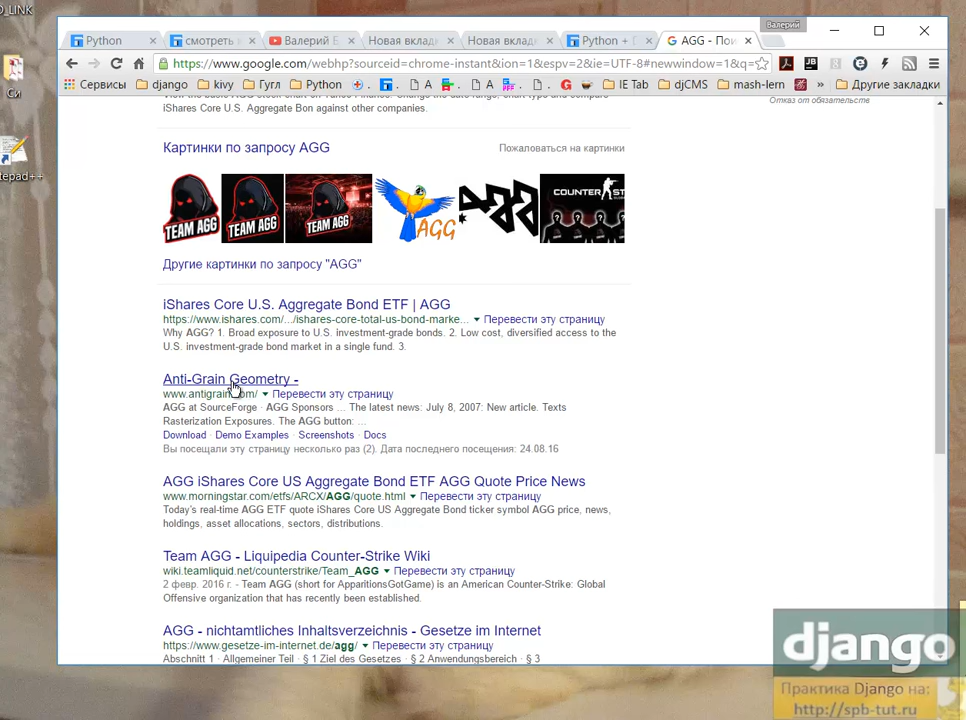 O_LINK
Валерий
Python
смотреть
Валерий Б
Новая вклад
Новая вклад
Python + D
AGG - Пои
https://www.google.com/webhp?sourceid=chrome-instant&ion=1&espv=2&ie=UTF-8#newwindow=1&q=
Сервисы
django
kivy
Гугл
Python
A
A
IE Tab
djCMS
mash-lern
»
Другие закладки
Си
tepad++
Отказ от обязательств
iShares Core U.S. Aggregate Bon against other companies.
Картинки по запросу AGG
Пожаловаться на картинки
TEAM AGG
TEAM AGG
TEAM AGG
AGG
agg
COUNTER ST
Другие картинки по запросу "AGG"
iShares Core U.S. Aggregate Bond ETF | AGG
https://www.ishares.com/.../ishares-core-total-us-bond-marke... Перевести эту страницу
Why AGG? 1. Broad exposure to U.S. investment-grade bonds. 2. Low cost, diversified access to the
U.S. investment-grade bond market in a single fund. 3.
Anti-Grain Geometry -
www.antigrain.com/ Перевести эту страницу
AGG at SourceForge · AGG Sponsors ... The latest news: July 8, 2007: New article. Texts
Rasterization Exposures. The AGG button: ...
Download · Demo Examples · Screenshots · Docs
Вы посещали эту страницу несколько раз (2). Дата последнего посещения: 24.08.16
AGG iShares Core US Aggregate Bond ETF AGG Quote Price News
www.morningstar.com/etfs/ARCX/AGG/quote.html Перевести эту страницу
Today's real-time AGG ETF quote iShares Core US Aggregate Bond ticker symbol AGG price, news,
holdings, asset allocations, sectors, distributions.
Team AGG - Liquipedia Counter-Strike Wiki
wiki.teamliquid.net/counterstrike/Team_AGG Перевести эту страницу
2 февр. 2016 г. - Team AGG (short for ApparitionsGotGame) is an American Counter-Strike: Global
Offensive organization that has recently been established.
AGG - nichtamtliches Inhaltsverzeichnis - Gesetze im Internet
https://www.gesetze-im-internet.de/agg/ Перевести эту страницу
Abschnitt 1 · Allgemeiner Teil · § 1 Ziel des Gesetzes · § 2 Anwendungsbereich · § 3
django
Практика Django на:
http://spb-tut.ru